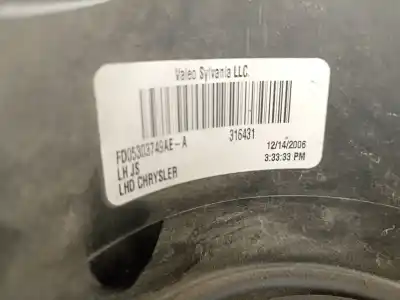 Valeo Sylvania LLC.
316431
FD05303749AE-A
LH JS
LHD CHRYSLER
12/14/2006
3:33:33 PM